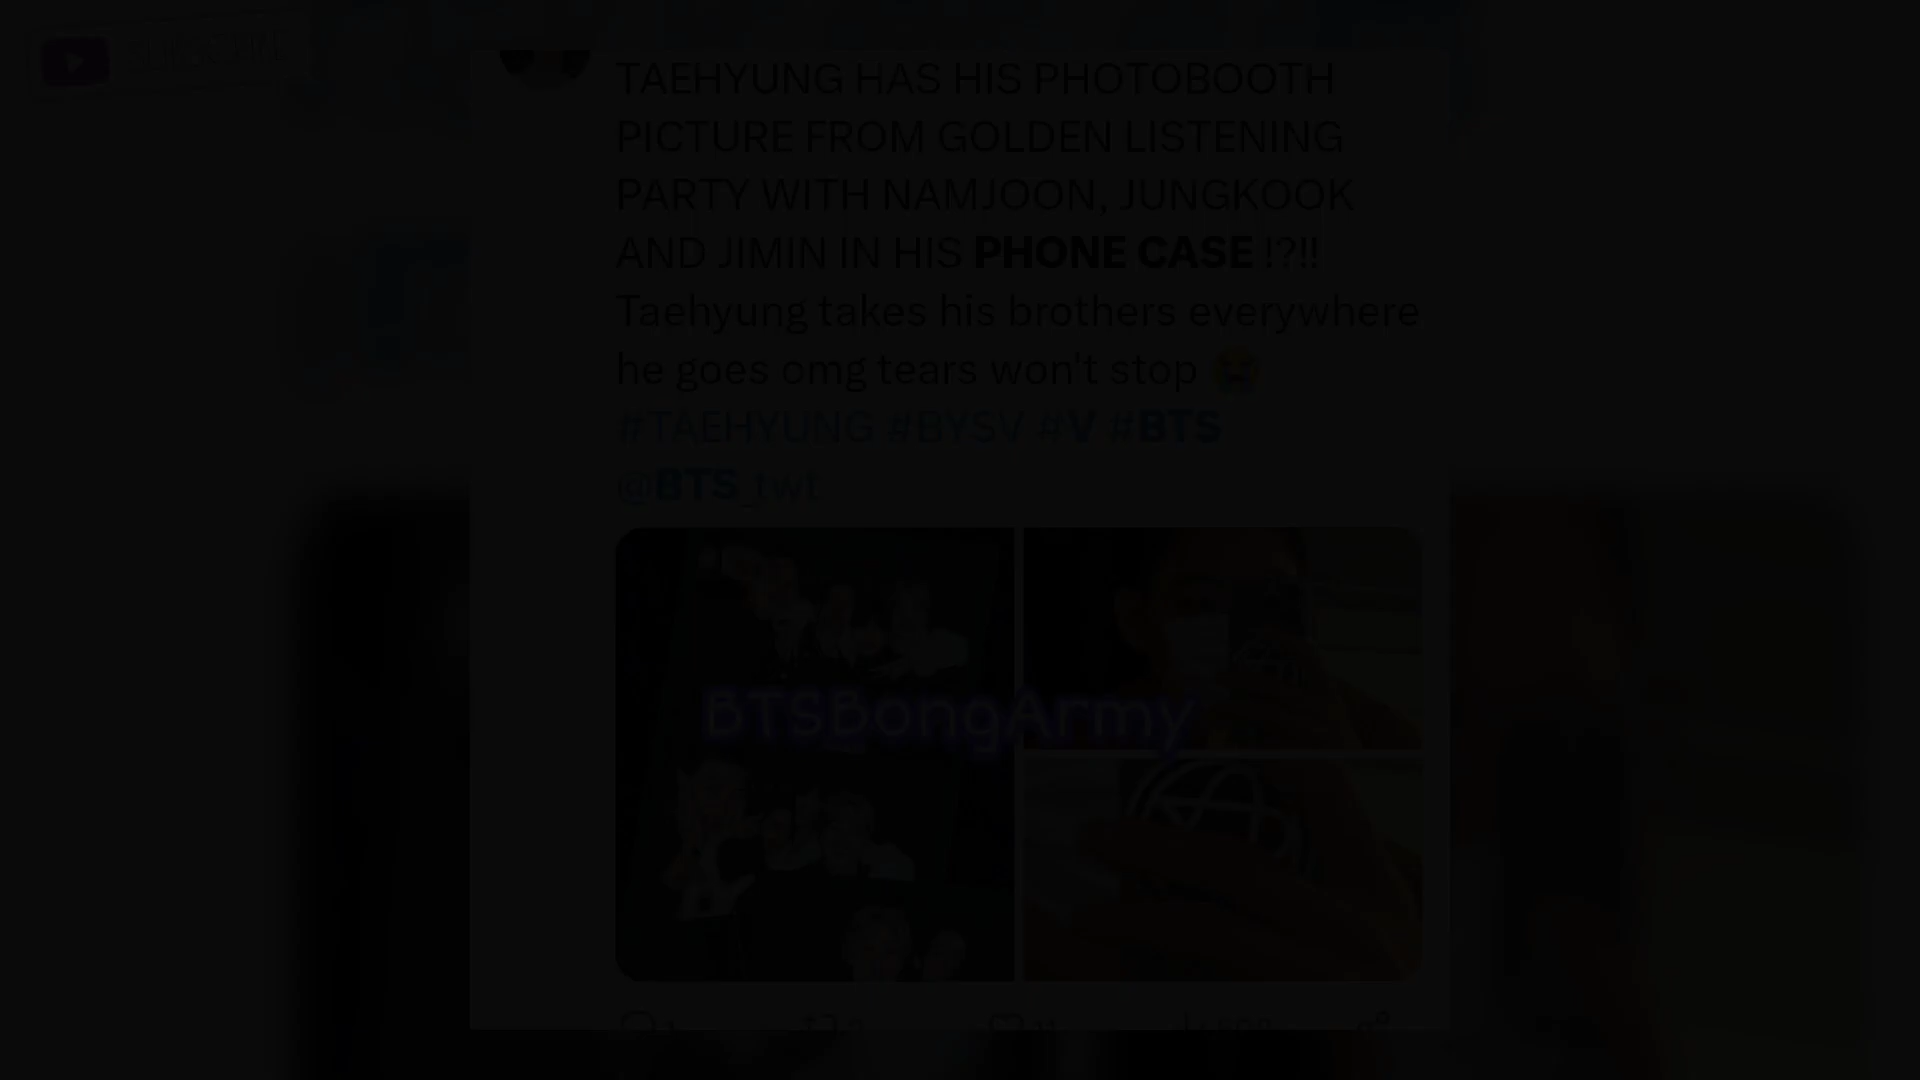 SUBSCRIBE
TAEHYUNG HAS HIS PHOTOBOOTH
PICTURE FROM GOLDEN LISTENING
PARTY WITH NAMJOON, JUNGKOOK
AND JIMIN IN HIS PHONE CASE !?!!
Taehyung takes his brothers everywhere
he goes omg tears won't stop 😭
#TAEHYUNG #BYSV #V #BTS
@BTS_twt
BTSBongArmy